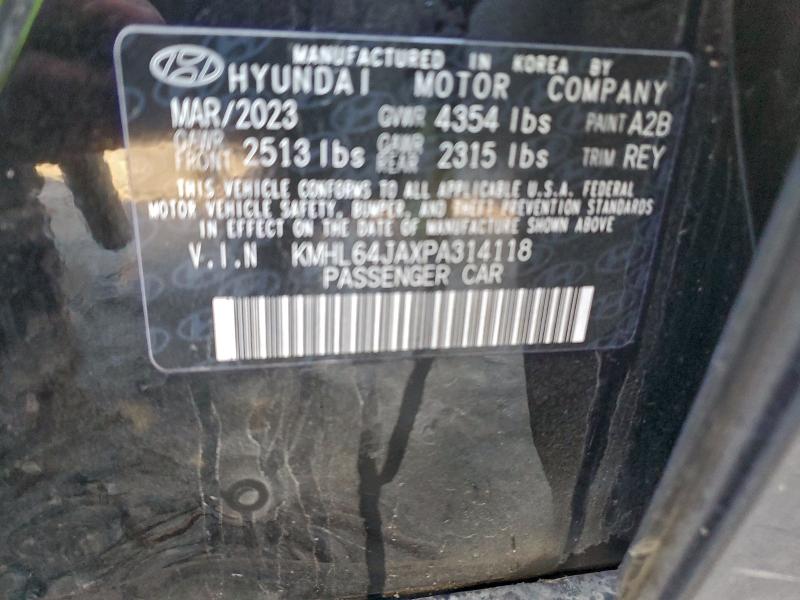 MANUFACTURED IN KOREA BY
HYUNDAI MOTOR COMPANY
MAR/2023 GVWR 4354 lbs PAINT A2B
GAWR FRONT 2513 lbs GAWR REAR 2315 lbs TRIM REY
THIS VEHICLE CONFORMS TO ALL APPLICABLE U.S.A. FEDERAL
MOTOR VEHICLE SAFETY, BUMPER, AND THEFT PREVENTION STANDARDS
IN EFFECT ON THE DATE OF MANUFACTURE SHOWN ABOVE
V.I.N KMHL64JAXPA314118
PASSENGER CAR